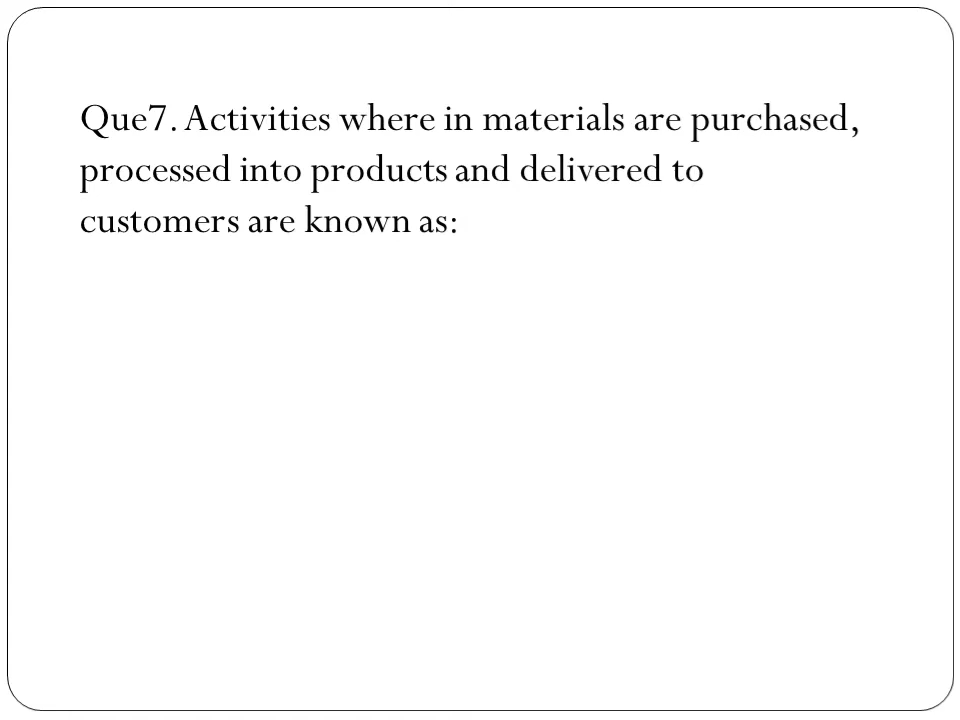 Que7. Activities where in materials are purchased,
processed into products and delivered to
customers are known as: